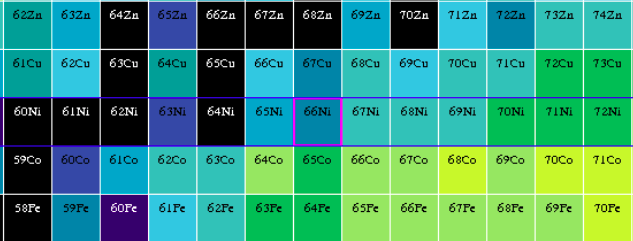 62Zn 63Zn 64Zn 65Zn 66Zn 67Zn 68Zn 69Zn 70Zn 71Zn 72Zn 73Zn 74Zn
61Cu 62Cu 63Cu 64Cu 65Cu 66Cu 67Cu 68Cu 69Cu 70Cu 71Cu 72Cu 73Cu
60Ni 61Ni 62Ni 63Ni 64Ni 65Ni 66Ni 67Ni 68Ni 69Ni 70Ni 71Ni 72Ni
59Co 60Co 61Co 62Co 63Co 64Co 65Co 66Co 67Co 68Co 69Co 70Co 71Co
58Fe 59Fe 60Fe 61Fe 62Fe 63Fe 64Fe 65Fe 66Fe 67Fe 68Fe 69Fe 70Fe